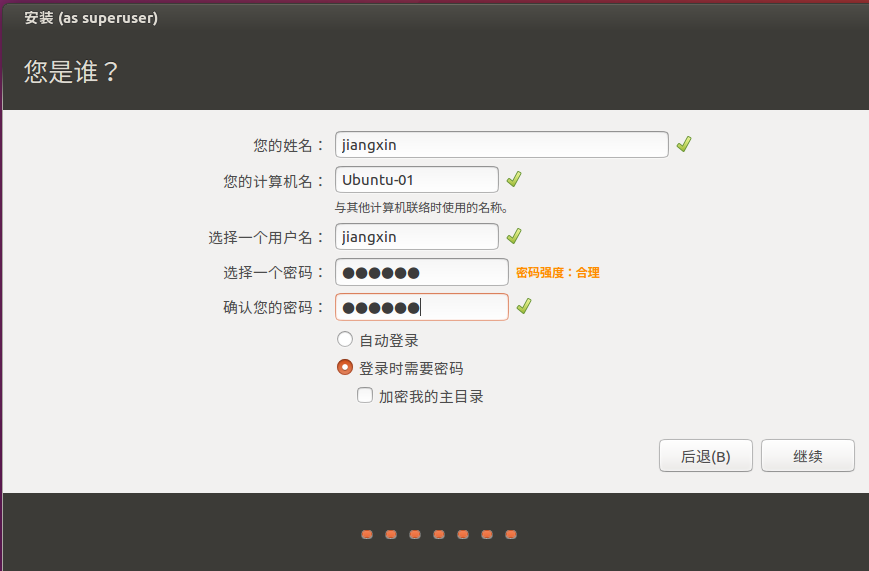 安装 (as superuser)
您是谁？
您的姓名： jiangxin
您的计算机名： Ubuntu-01
与其他计算机联络时使用的名称。
选择一个用户名： jiangxin
选择一个密码： ●●●●●● 密码强度：合理
确认您的密码： ●●●●●●
自动登录
登录时需要密码
加密我的主目录
后退(B) 继续